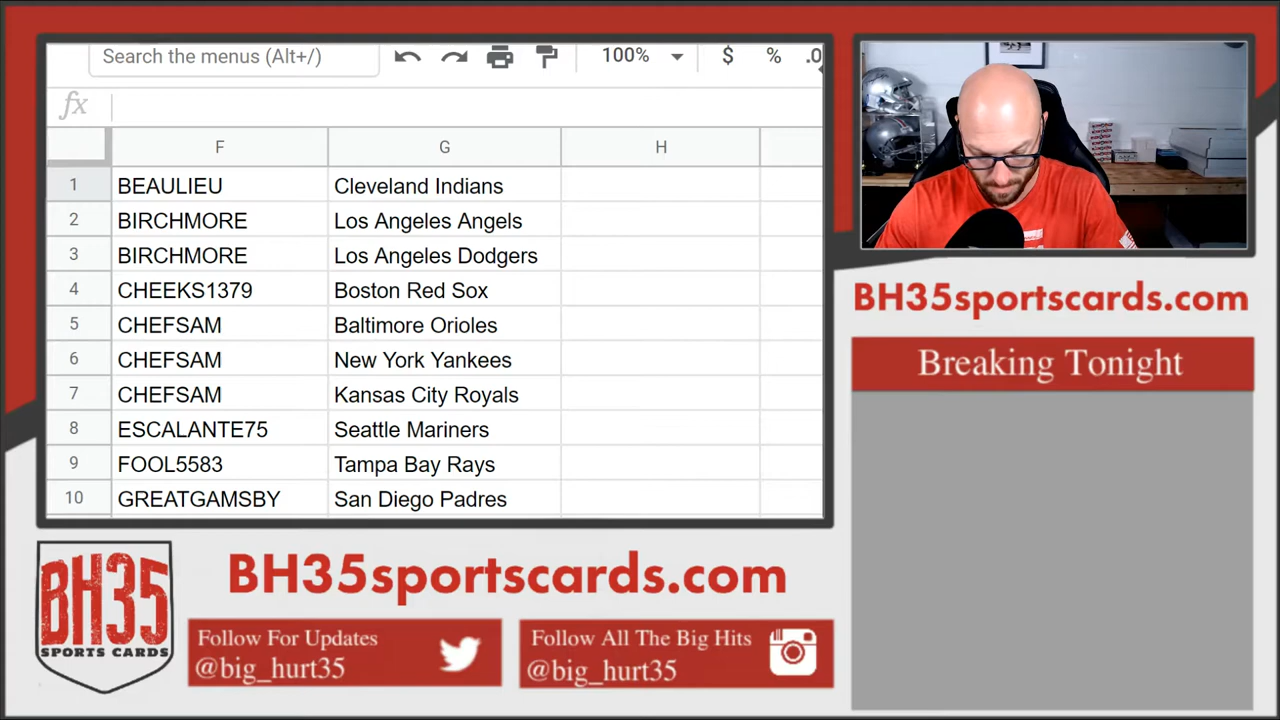 Search the menus (Alt+/)
100%
$ % .0
fx
F G H
1 BEAULIEU Cleveland Indians
2 BIRCHMORE Los Angeles Angels
3 BIRCHMORE Los Angeles Dodgers
4 CHEEKS1379 Boston Red Sox
5 CHEFSAM Baltimore Orioles
6 CHEFSAM New York Yankees
7 CHEFSAM Kansas City Royals
8 ESCALANTE75 Seattle Mariners
9 FOOL5583 Tampa Bay Rays
10 GREATGAMSBY San Diego Padres
BH35sportscards.com
Breaking Tonight
BH35
SPORTS CARDS
BH35sportscards.com
Follow For Updates
@big_hurt35
Follow All The Big Hits
@big_hurt35